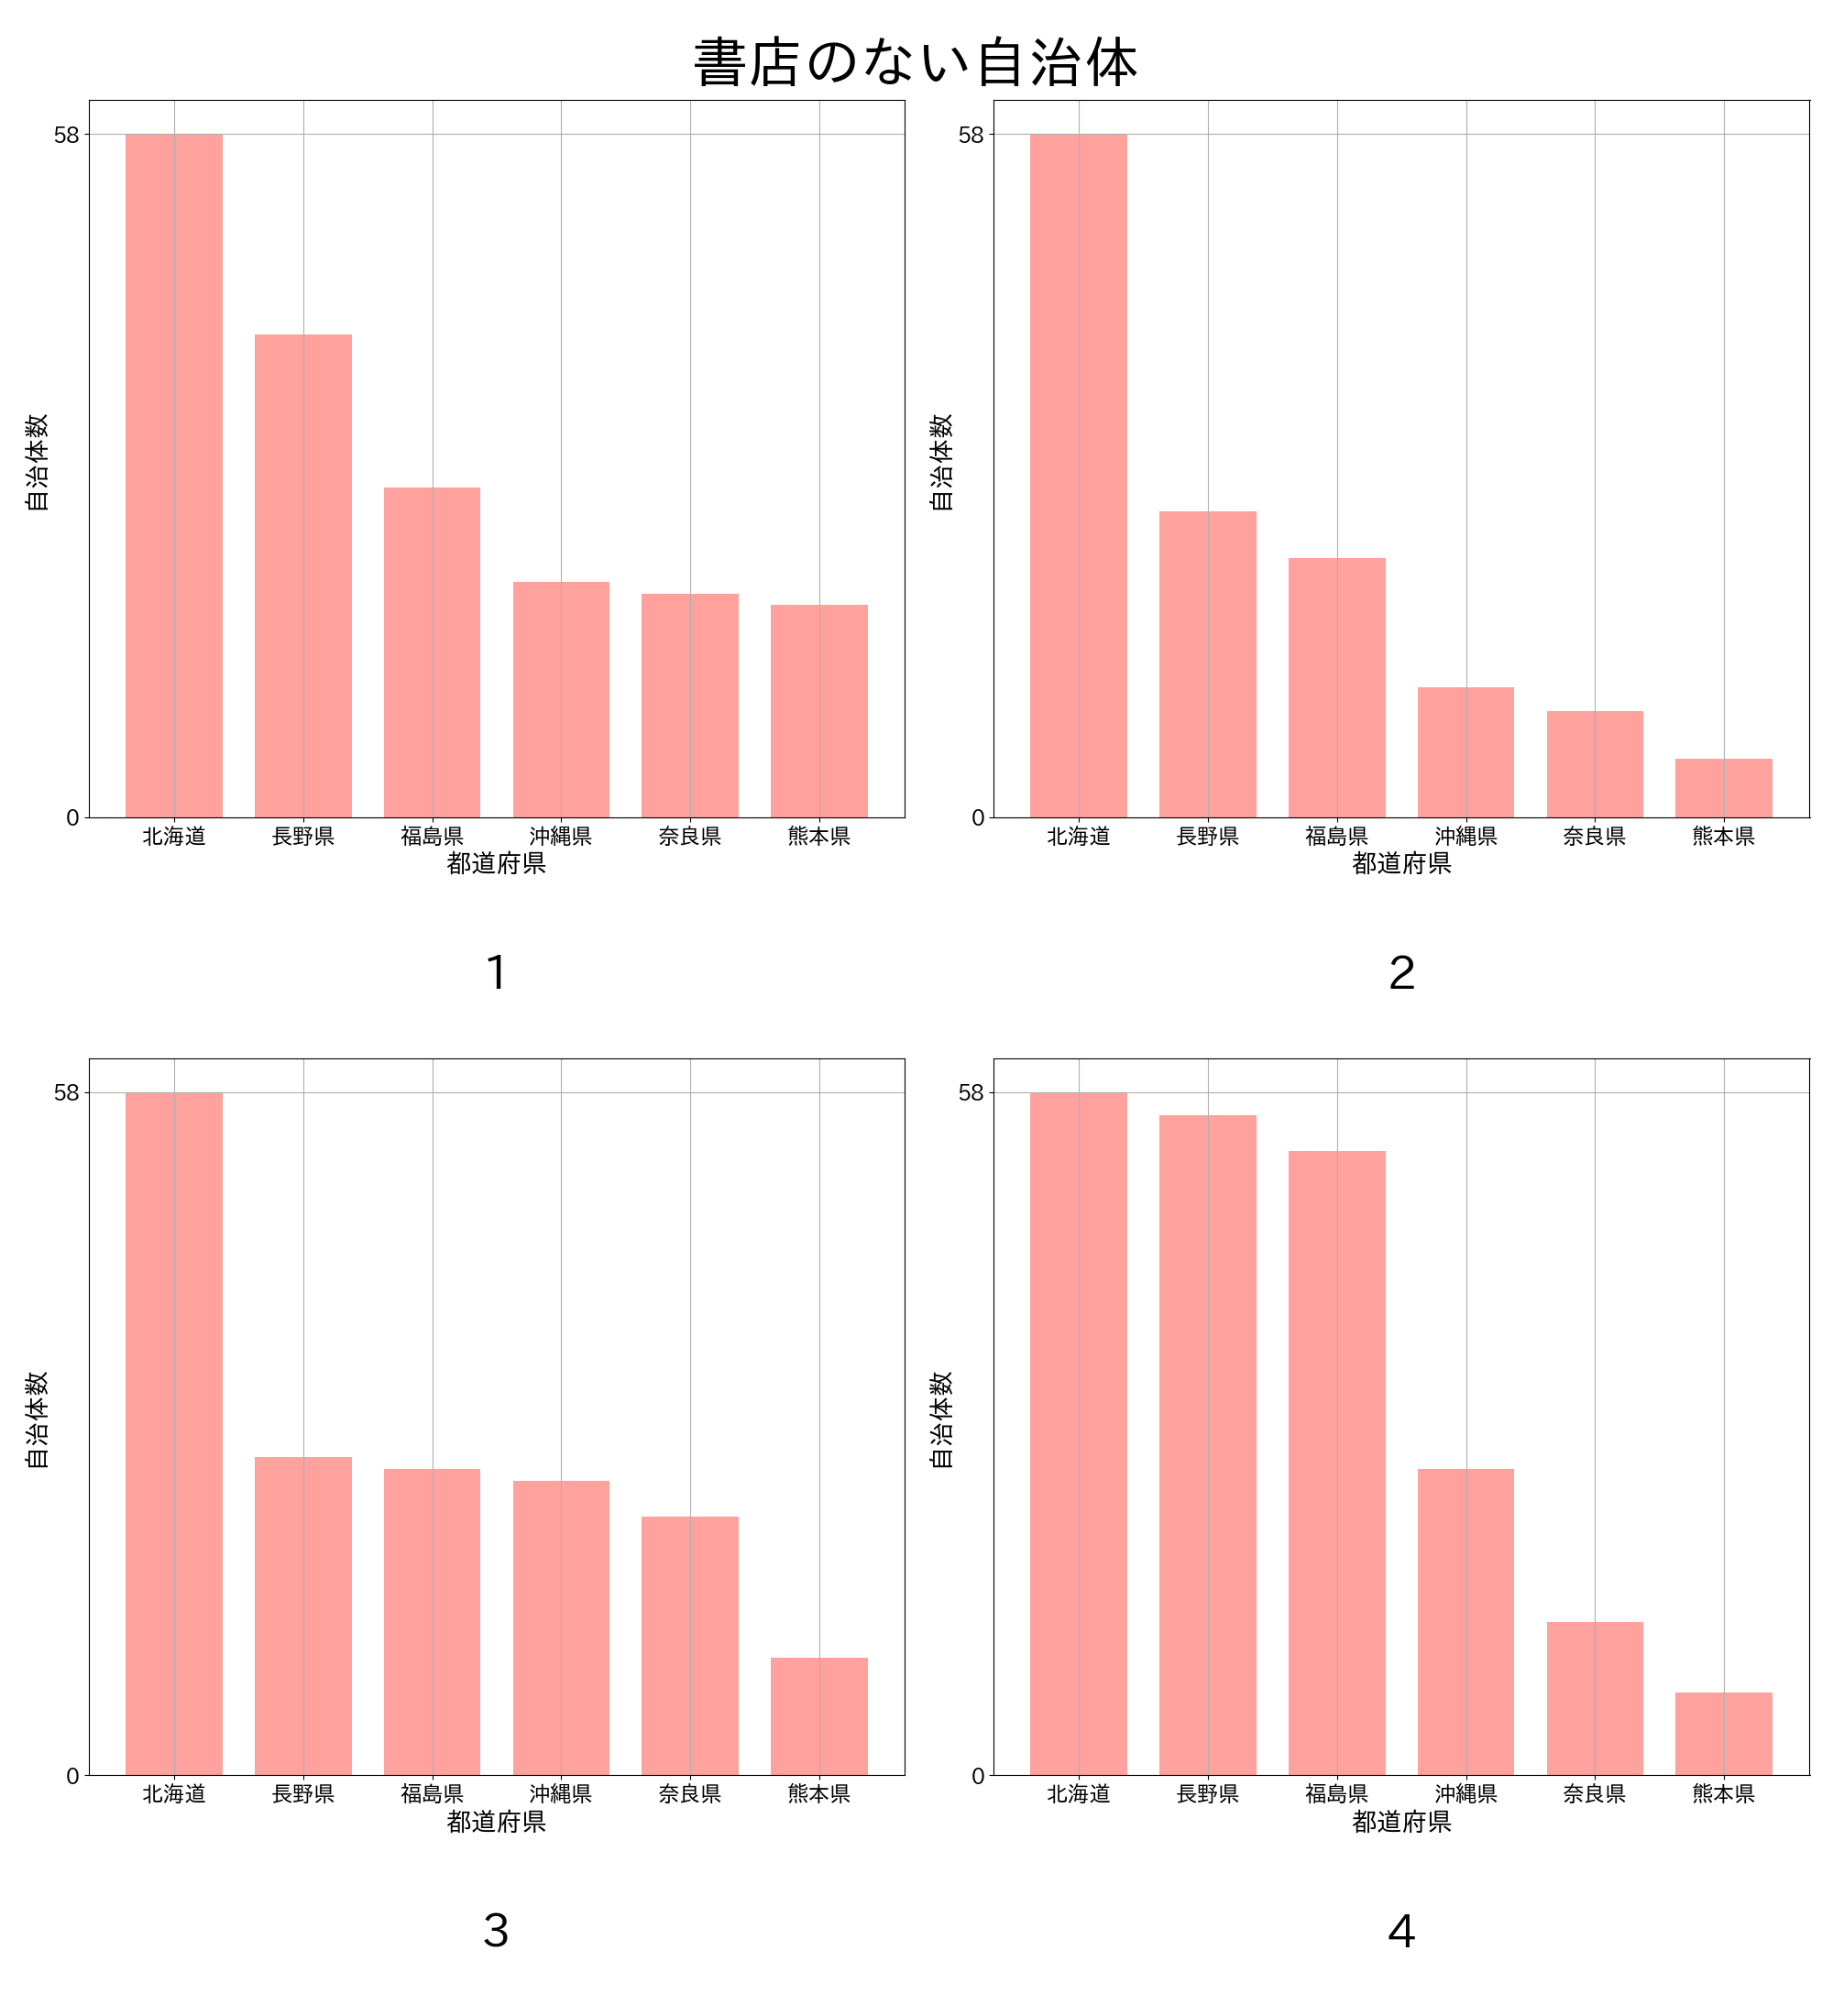 書店のない自治体
58
0
自治体数
北海道 長野県 福島県 沖縄県 奈良県 熊本県
都道府県
1
58
0
自治体数
北海道 長野県 福島県 沖縄県 奈良県 熊本県
都道府県
2
58
0
自治体数
北海道 長野県 福島県 沖縄県 奈良県 熊本県
都道府県
3
58
0
自治体数
北海道 長野県 福島県 沖縄県 奈良県 熊本県
都道府県
4